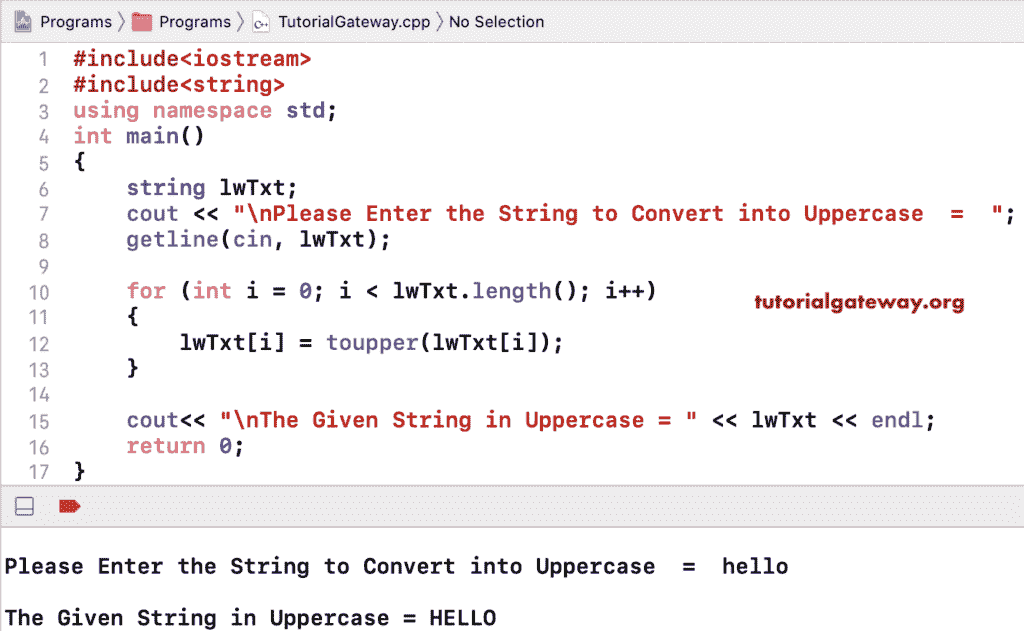 Programs 〉 Programs 〉 TutorialGateway.cpp 〉 No Selection
1 #include<iostream>
2 #include<string>
3 using namespace std;
4 int main()
5 {
6     string lwTxt;
7     cout << "\nPlease Enter the String to Convert into Uppercase  =  ";
8     getline(cin, lwTxt);
9
10     for (int i = 0; i < lwTxt.length(); i++)
tutorialgateway.org
11     {
12         lwTxt[i] = toupper(lwTxt[i]);
13     }
14
15     cout<< "\nThe Given String in Uppercase = " << lwTxt << endl;
16     return 0;
17 }
Please Enter the String to Convert into Uppercase  =  hello
The Given String in Uppercase = HELLO